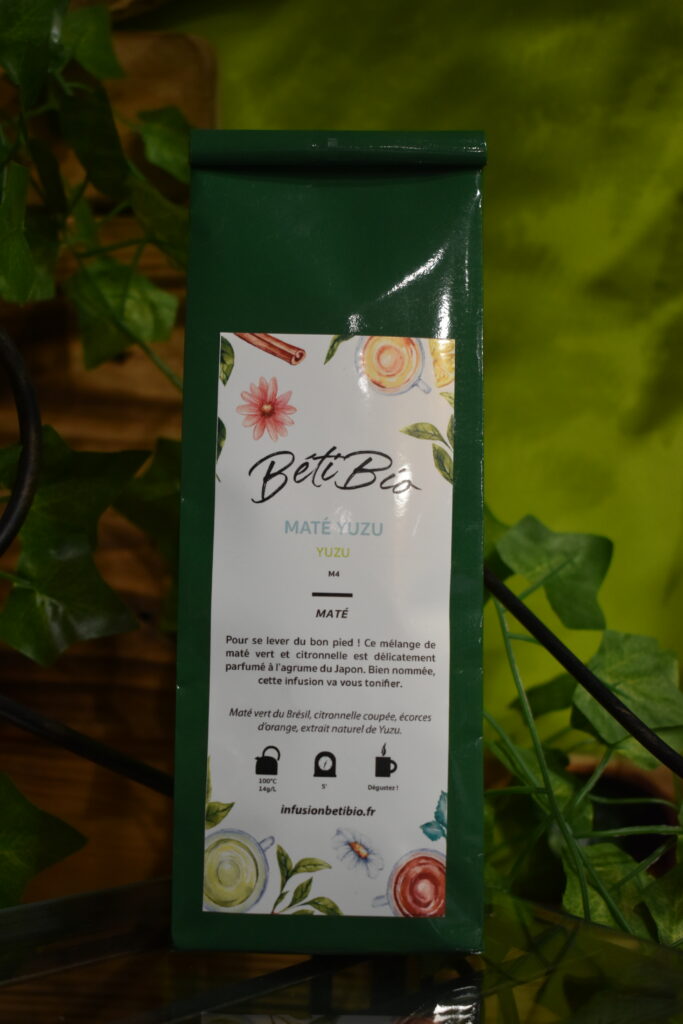 Béti Bio
MATÉ YUZU
YUZU
M4
MATÉ
Pour se lever du bon pied ! Ce mélange de
maté vert et citronnelle est délicatement
parfumé à l'agrume du Japon. Bien nommée,
cette infusion va vous tonifier.
Maté vert du Brésil, citronnelle coupée, écorces
d'orange, extrait naturel de Yuzu.
100°C
14g/L
5'
Dégustez !
infusionbetibio.fr